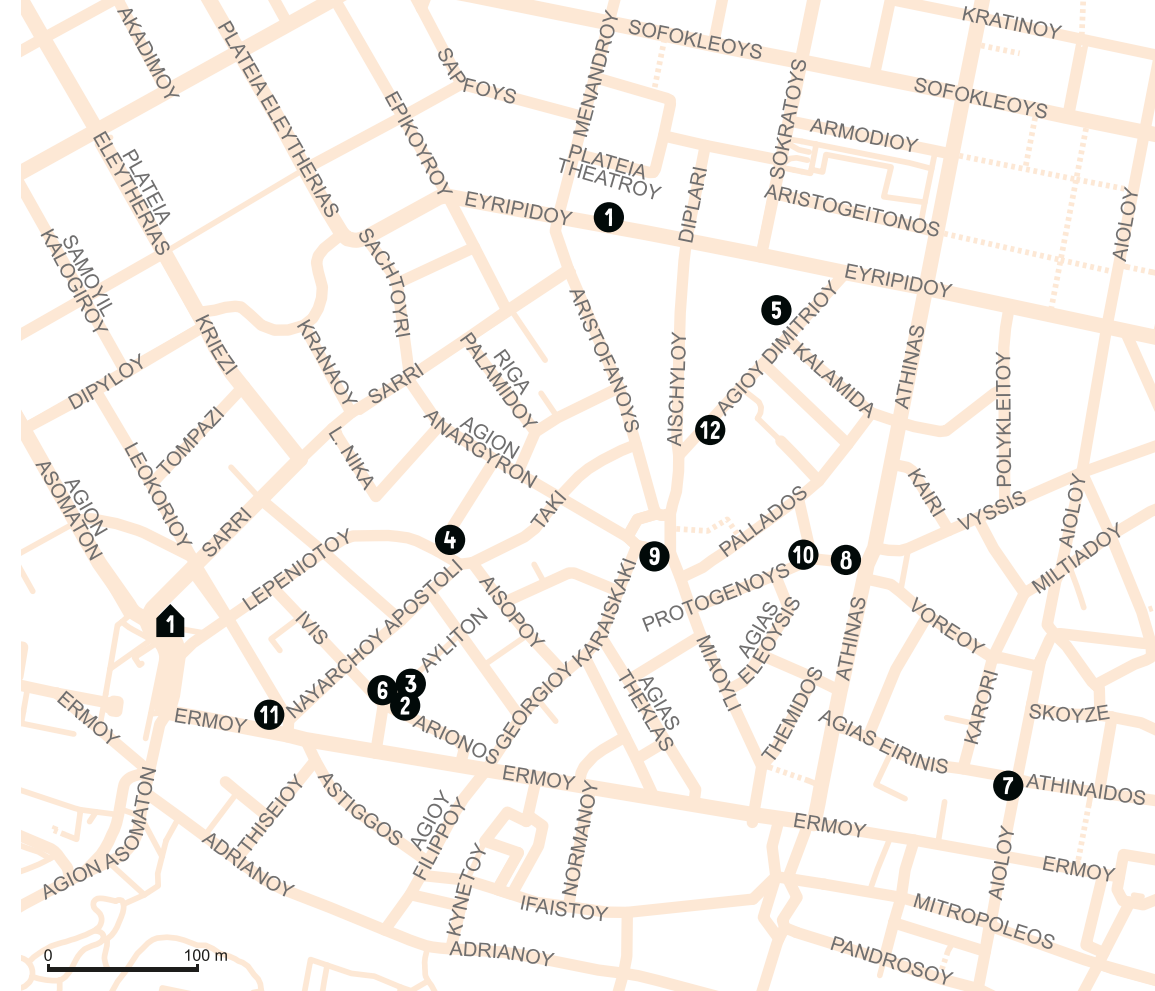 AKADIMOY
PLATEIA ELEYTHERIAS
SAPFOYS
MENANDROY
SOFOKLEOYS
KRATINOY
SOFOKLEOYS
EPIKOYROY
SOKRATOYS
ARMODIOY
PLATEIA
ELEYTHERIAS
PLATEIA
THEATROY
DIPLARI
ARISTOGEITONOS
AIOLOY
EYRIPIDOY
1
SAMOYIL
KALOGIROY
SACHTOYRI
EYRIPIDOY
5
ARISTOFANOYS
AGIOY DIMITRIOY
KRIEZI
KRANAOY
RIGA
PALAMIDOY
AISCHYLOY
KALAMIDA
ATHINAS
POLYKLEITOY
DIPYLOY
SARRI
12
TOMPAZI
LEOKORIOY
L. NIKA
AGION
ANARGYRON
AGION
ASOMATON
SARRI
TAKI
PALLADOS
KAIRI
VYSSIS
AIOLOY
MILTIADOY
LEPENIOTOY
4
9
10
8
PROTOGENOYS
IVIS
NAYARCHOY APOSTOLI
AISOPOY
AYLITON
GEORGIOY KARAISKAKI
AGIAS
ELEOYSIS
ATHINAS
VOREOY
1
MIAOYLI
AGIAS
THEKLAS
THEMIDOS
KARORI
SKOYZE
ERMOY
ERMOY
11
6
3
2
ARIONOS
AGIAS EIRINIS
7
ATHINAIDOS
ERMOY
AGION ASOMATON
THISEIOY
ASTIGGOS
AGIOY
FILIPPOY
NORMANOY
ERMOY
AIOLOY
ERMOY
ADRIANOY
KYNETOY
IFAISTOY
MITROPOLEOS
ADRIANOY
PANDROSOY
0
100 m